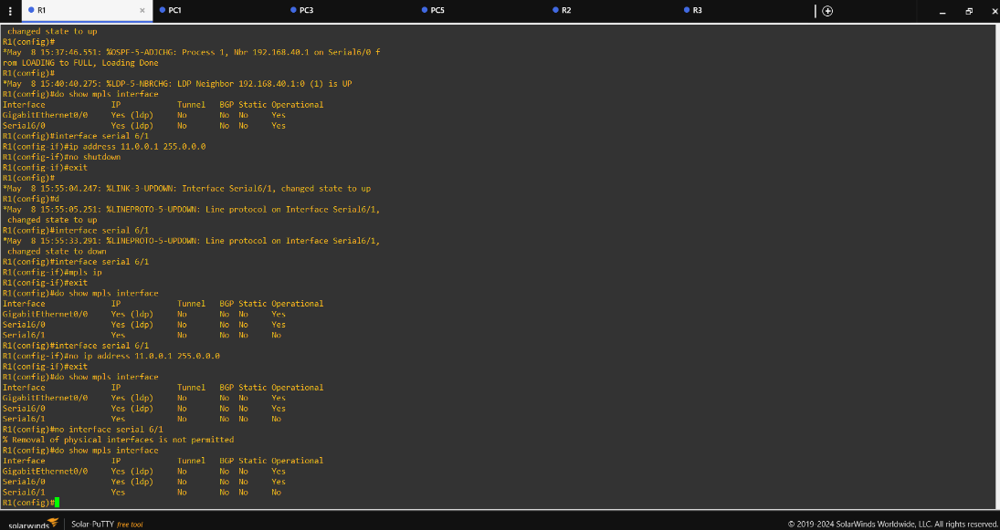 R1
PC1
PC3
PC5
R2
R3
 changed state to up
R1(config)#
*May  8 15:37:46.551: %OSPF-5-ADJCHG: Process 1, Nbr 192.168.40.1 on Serial6/0 f
rom LOADING to FULL, Loading Done
R1(config)#
*May  8 15:40:40.275: %LDP-5-NBRCHG: LDP Neighbor 192.168.40.1:0 (1) is UP
R1(config)#do show mpls interface
Interface              IP            Tunnel   BGP Static Operational
GigabitEthernet0/0     Yes (ldp)     No       No  No     Yes
Serial6/0              Yes (ldp)     No       No  No     Yes
R1(config)#interface serial 6/1
R1(config-if)#ip address 11.0.0.1 255.0.0.0
R1(config-if)#no shutdown
R1(config-if)#exit
R1(config)#
*May  8 15:55:04.247: %LINK-3-UPDOWN: Interface Serial6/1, changed state to up
R1(config)#d
*May  8 15:55:05.251: %LINEPROTO-5-UPDOWN: Line protocol on Interface Serial6/1,
 changed state to up
R1(config)#interface serial 6/1
*May  8 15:55:33.291: %LINEPROTO-5-UPDOWN: Line protocol on Interface Serial6/1,
 changed state to down
R1(config)#interface serial 6/1
R1(config-if)#mpls ip
R1(config-if)#exit
R1(config)#do show mpls interface
Interface              IP            Tunnel   BGP Static Operational
GigabitEthernet0/0     Yes (ldp)     No       No  No     Yes
Serial6/0              Yes (ldp)     No       No  No     Yes
Serial6/1              Yes           No       No  No     No
R1(config)#interface serial 6/1
R1(config-if)#no ip address 11.0.0.1 255.0.0.0
R1(config-if)#exit
R1(config)#do show mpls interface
Interface              IP            Tunnel   BGP Static Operational
GigabitEthernet0/0     Yes (ldp)     No       No  No     Yes
Serial6/0              Yes (ldp)     No       No  No     Yes
Serial6/1              Yes           No       No  No     No
R1(config)#no interface serial 6/1
% Removal of physical interfaces is not permitted
R1(config)#do show mpls interface
Interface              IP            Tunnel   BGP Static Operational
GigabitEthernet0/0     Yes (ldp)     No       No  No     Yes
Serial6/0              Yes (ldp)     No       No  No     Yes
Serial6/1              Yes           No       No  No     No
R1(config)#
solarwinds | Solar-PuTTY free tool
© 2019-2024 SolarWinds Worldwide, LLC. All rights reserved.